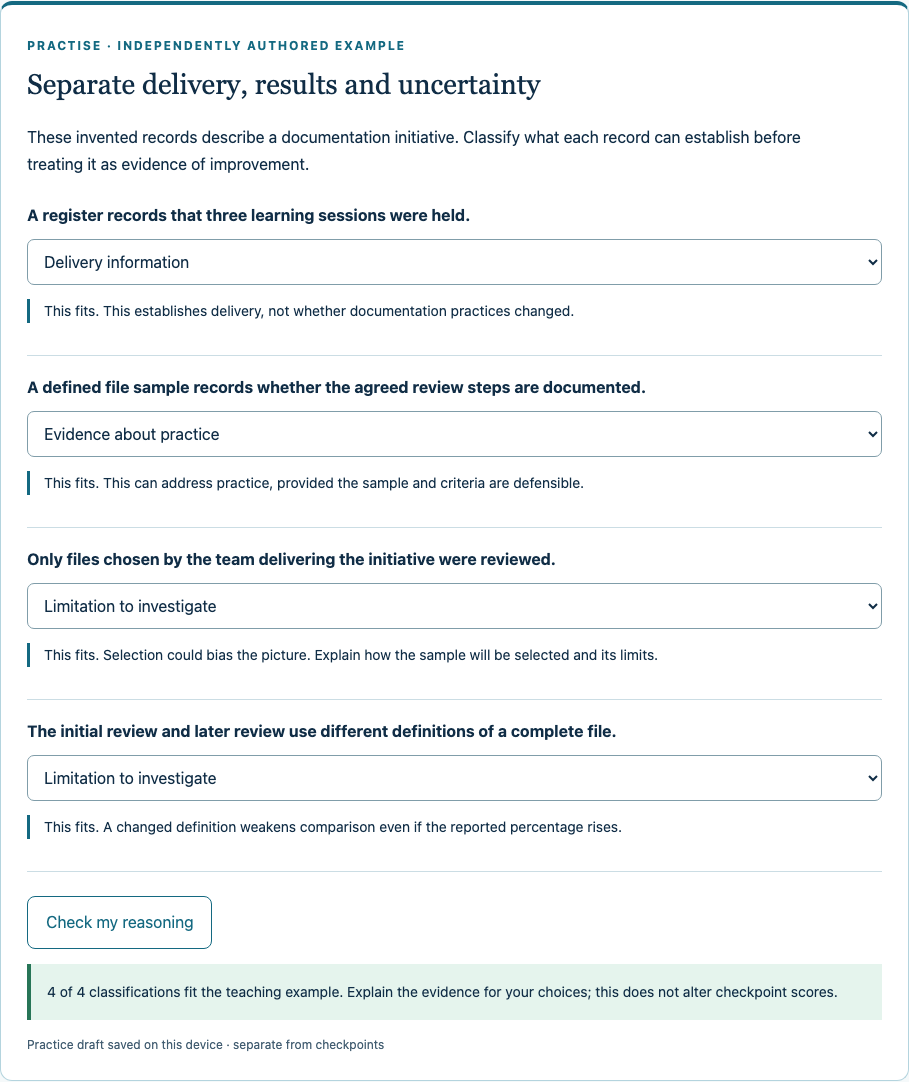 PRACTISE · INDEPENDENTLY AUTHORED EXAMPLE
Separate delivery, results and uncertainty
These invented records describe a documentation initiative. Classify what each record can establish before
treating it as evidence of improvement.
A register records that three learning sessions were held.
Delivery information
This fits. This establishes delivery, not whether documentation practices changed.
A defined file sample records whether the agreed review steps are documented.
Evidence about practice
This fits. This can address practice, provided the sample and criteria are defensible.
Only files chosen by the team delivering the initiative were reviewed.
Limitation to investigate
This fits. Selection could bias the picture. Explain how the sample will be selected and its limits.
The initial review and later review use different definitions of a complete file.
Limitation to investigate
This fits. A changed definition weakens comparison even if the reported percentage rises.
Check my reasoning
4 of 4 classifications fit the teaching example. Explain the evidence for your choices; this does not alter checkpoint scores.
Practice draft saved on this device · separate from checkpoints